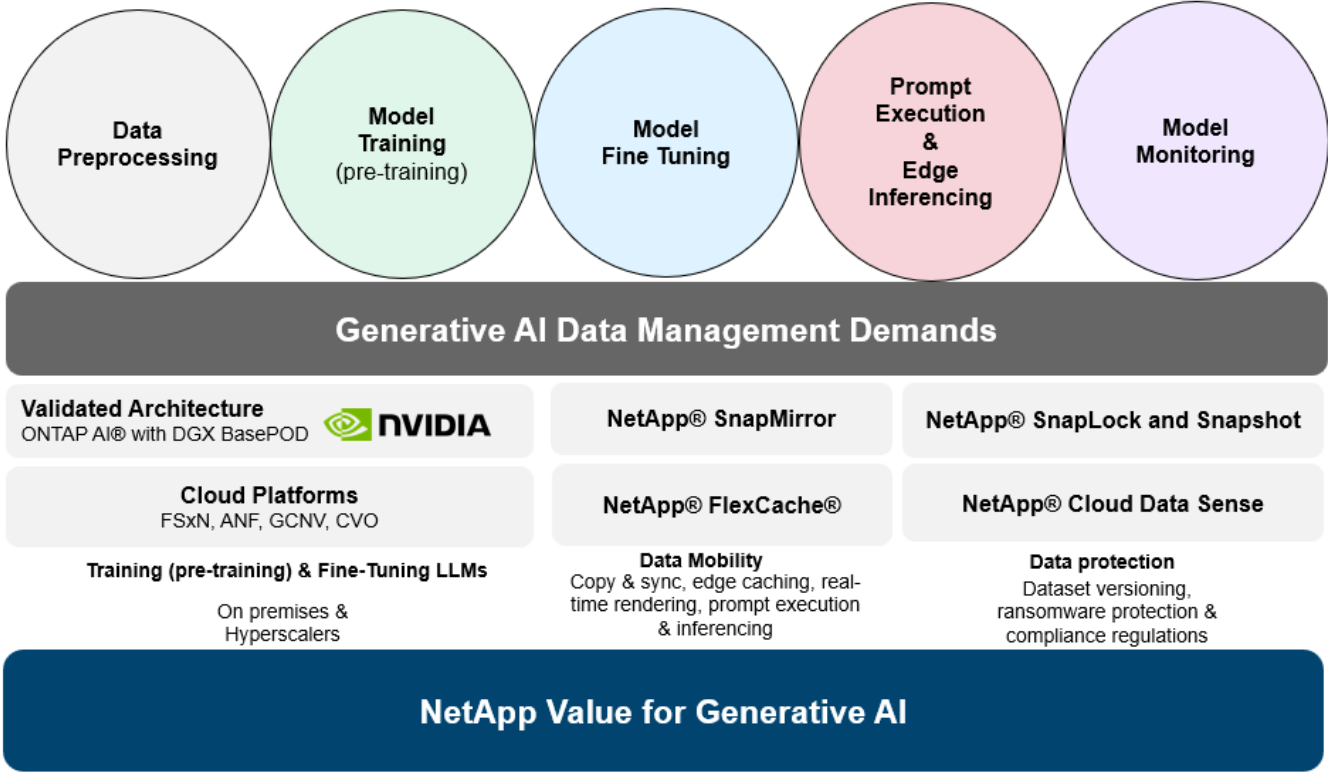 Data
Preprocessing
Model
Training
(pre-training)
Model
Fine Tuning
Prompt
Execution
&
Edge
Inferencing
Model
Monitoring
Generative AI Data Management Demands
Validated Architecture
ONTAP AI® with DGX BasePOD
NVIDIA
NetApp® SnapMirror
NetApp® SnapLock and Snapshot
Cloud Platforms
FSxN, ANF, GCNV, CVO
NetApp® FlexCache®
NetApp® Cloud Data Sense
Training (pre-training) & Fine-Tuning LLMs
On premises &
Hyperscalers
Data Mobility
Copy & sync, edge caching, real-
time rendering, prompt execution
& inferencing
Data protection
Dataset versioning,
ransomware protection &
compliance regulations
NetApp Value for Generative AI